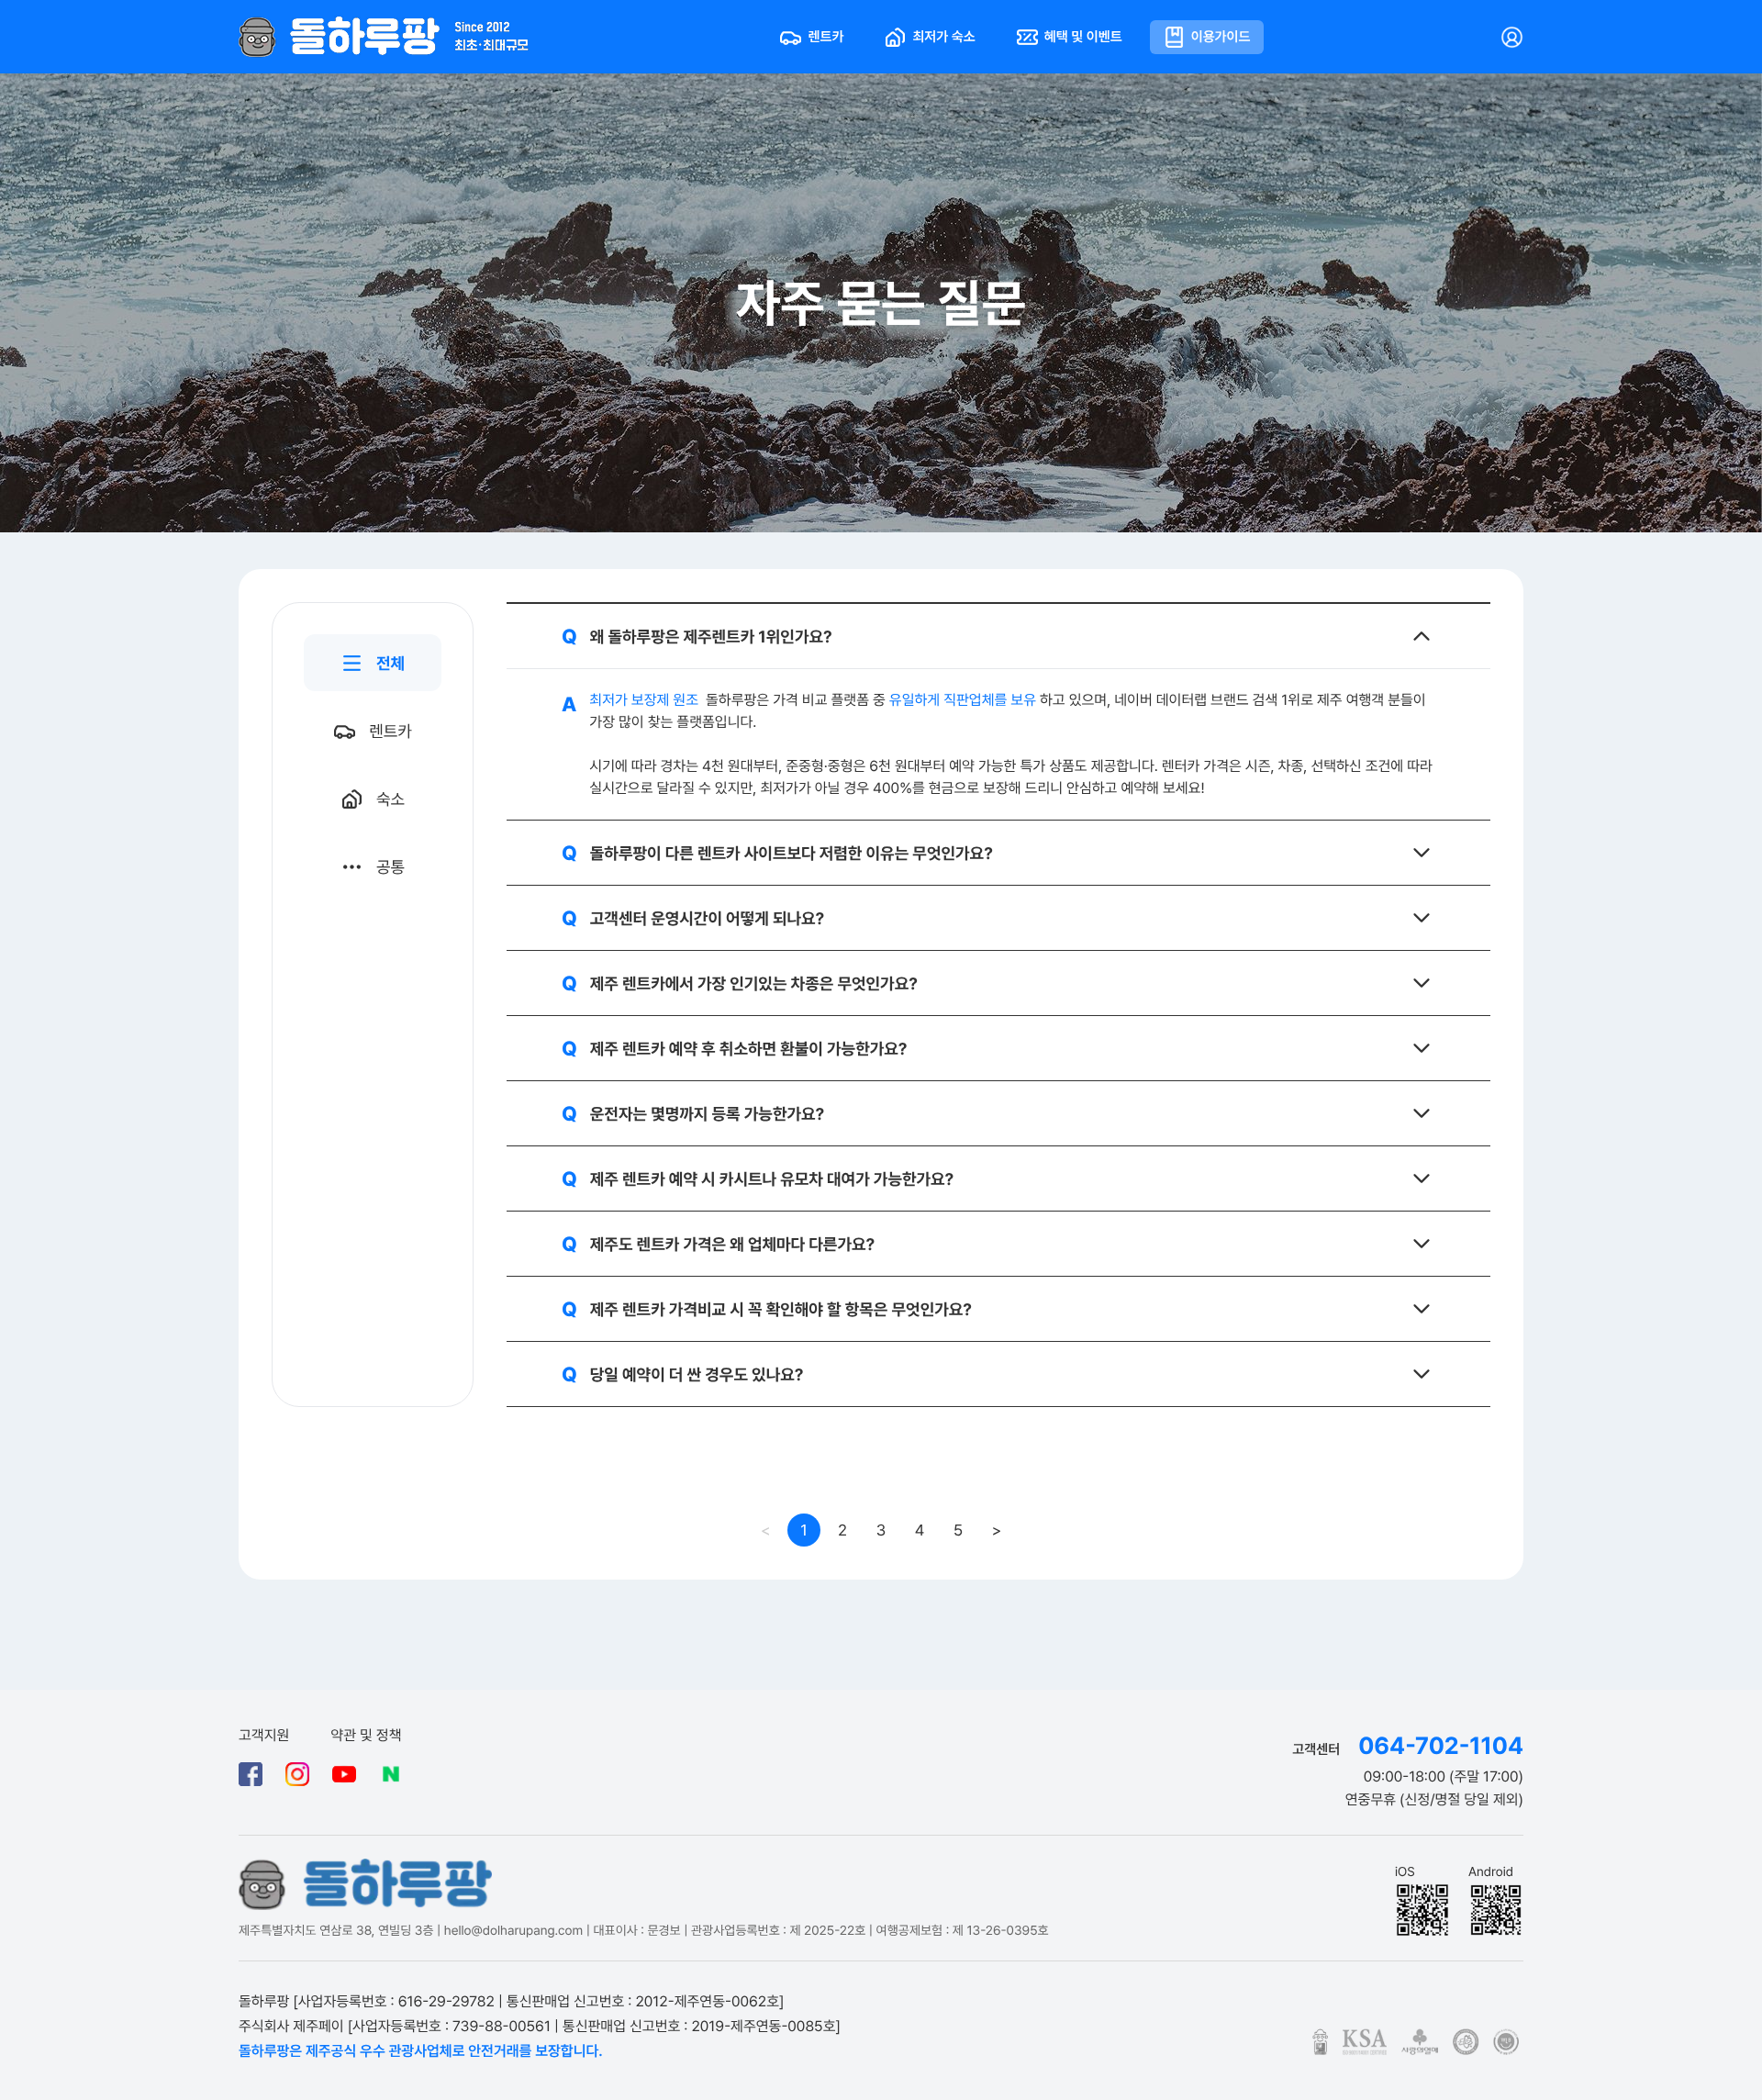 돌하루팡
Since 2012
최초·최대규모
렌트카
최저가 숙소
혜택 및 이벤트
이용가이드
자주 묻는 질문
전체
렌트카
숙소
공통
Q 왜 돌하루팡은 제주렌트카 1위인가요?
A 최저가 보장제 원조 돌하루팡은 가격 비교 플랫폼 중 유일하게 직판업체를 보유 하고 있으며, 네이버 데이터랩 브랜드 검색 1위로 제주 여행객 분들이
가장 많이 찾는 플랫폼입니다.
시기에 따라 경차는 4천 원대부터, 준중형·중형은 6천 원대부터 예약 가능한 특가 상품도 제공합니다. 렌터카 가격은 시즌, 차종, 선택하신 조건에 따라
실시간으로 달라질 수 있지만, 최저가가 아닐 경우 400%를 현금으로 보장해 드리니 안심하고 예약해 보세요!
Q 돌하루팡이 다른 렌트카 사이트보다 저렴한 이유는 무엇인가요?
Q 고객센터 운영시간이 어떻게 되나요?
Q 제주 렌트카에서 가장 인기있는 차종은 무엇인가요?
Q 제주 렌트카 예약 후 취소하면 환불이 가능한가요?
Q 운전자는 몇명까지 등록 가능한가요?
Q 제주 렌트카 예약 시 카시트나 유모차 대여가 가능한가요?
Q 제주도 렌트카 가격은 왜 업체마다 다른가요?
Q 제주 렌트카 가격비교 시 꼭 확인해야 할 항목은 무엇인가요?
Q 당일 예약이 더 싼 경우도 있나요?
< 1 2 3 4 5 >
고객지원 약관 및 정책
고객센터 064-702-1104
09:00-18:00 (주말 17:00)
연중무휴 (신정/명절 당일 제외)
돌하루팡
iOS Android
제주특별자치도 연삼로 38, 연빌딩 3층 | hello@dolharupang.com | 대표이사 : 문경보 | 관광사업등록번호 : 제 2025-22호 | 여행공제보험 : 제 13-26-0395호
돌하루팡 [사업자등록번호 : 616-29-29782 | 통신판매업 신고번호 : 2012-제주연동-0062호]
주식회사 제주페이 [사업자등록번호 : 739-88-00561 | 통신판매업 신고번호 : 2019-제주연동-0085호]
돌하루팡은 제주공식 우수 관광사업체로 안전거래를 보장합니다.
KSA
사랑의열매